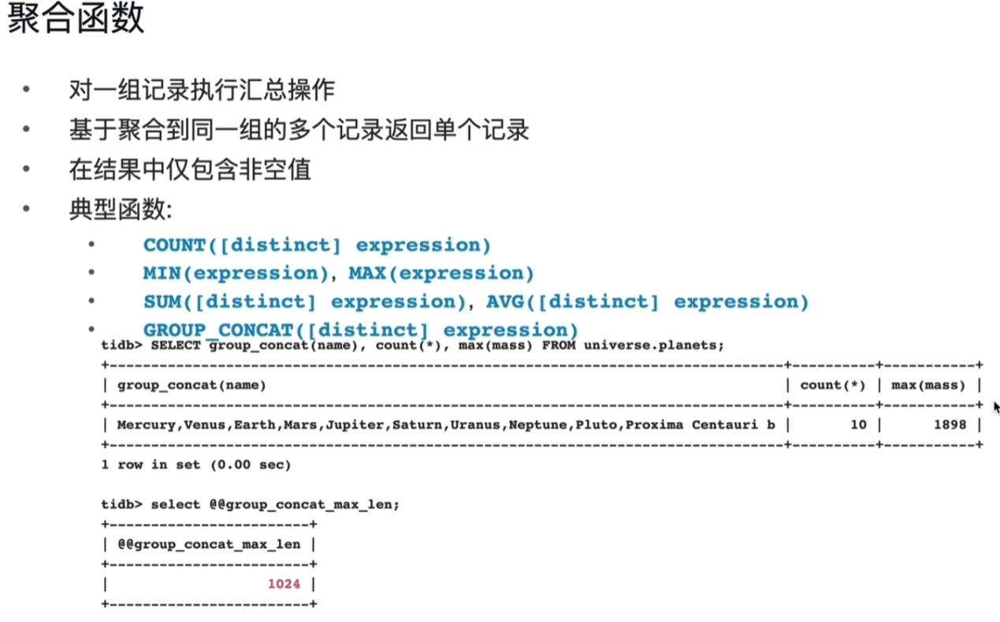 聚合函数
• 对一组记录执行汇总操作
• 基于聚合到同一组的多个记录返回单个记录
• 在结果中仅包含非空值
• 典型函数:
• COUNT([distinct] expression)
• MIN(expression), MAX(expression)
• SUM([distinct] expression), AVG([distinct] expression)
• GROUP_CONCAT([distinct] expression)
tidb> SELECT group_concat(name), count(*), max(mass) FROM universe.planets;
+---------------------------------------------------------------------------------+----------+-----------+
| group_concat(name) | count(*) | max(mass) |
+---------------------------------------------------------------------------------+----------+-----------+
| Mercury,Venus,Earth,Mars,Jupiter,Saturn,Uranus,Neptune,Pluto,Proxima Centauri b | 10 | 1898 |
+---------------------------------------------------------------------------------+----------+-----------+
1 row in set (0.00 sec)
tidb> select @@group_concat_max_len;
+------------------------+
| @@group_concat_max_len |
+------------------------+
| 1024 |
+------------------------+